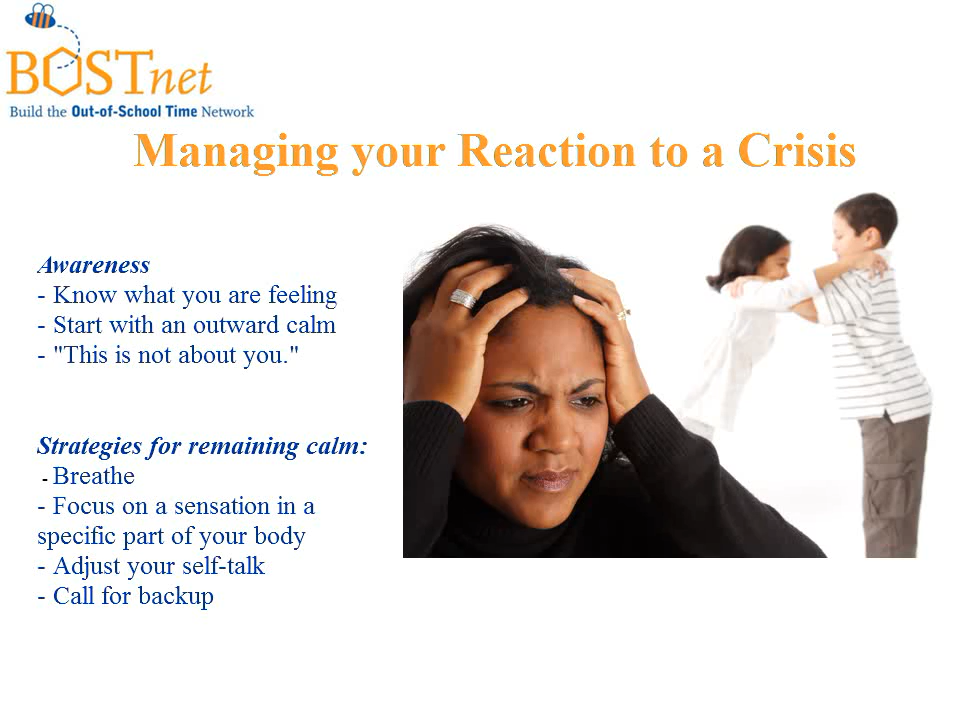 BOSTnet
Build the Out-of-School Time Network
Managing your Reaction to a Crisis
Awareness
- Know what you are feeling
- Start with an outward calm
- "This is not about you."
Strategies for remaining calm:
- Breathe
- Focus on a sensation in a
specific part of your body
- Adjust your self-talk
- Call for backup